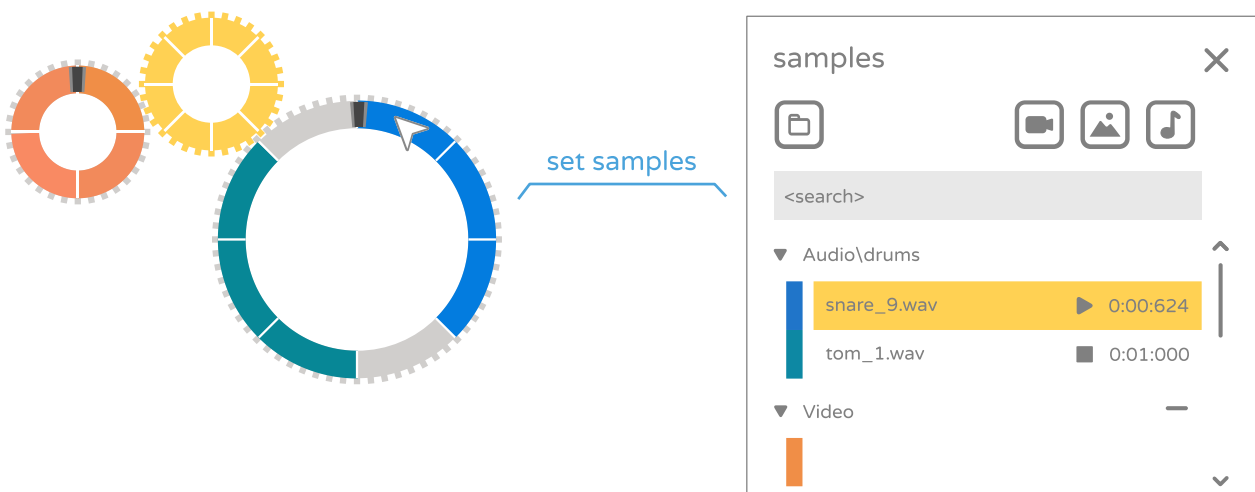 samples
set samples
<search>
Audio\drums
snare_9.wav 0:00:624
tom_1.wav 0:01:000
Video